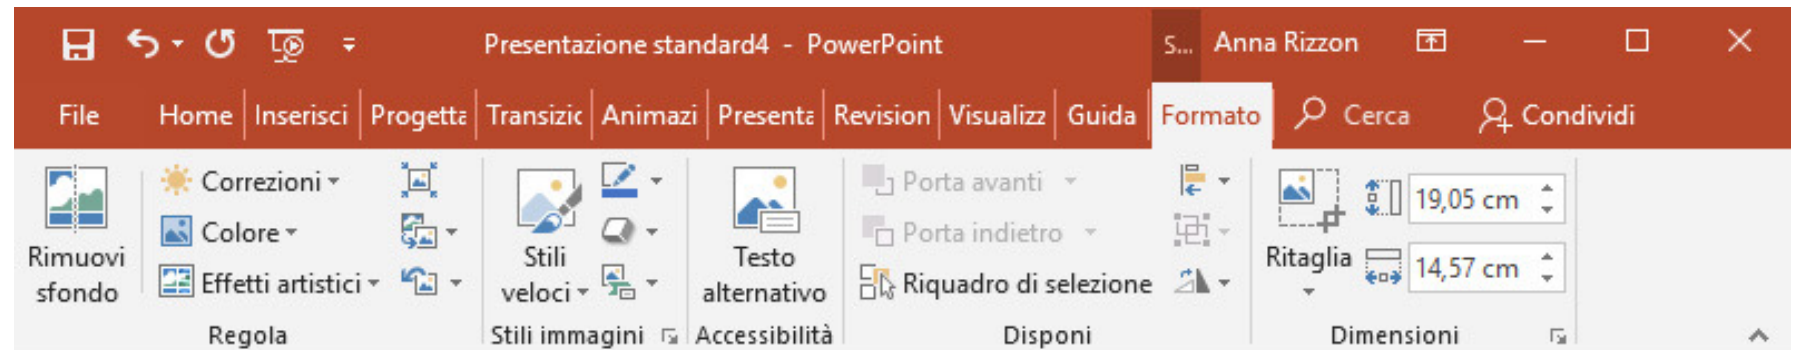 Presentazione standard4 - PowerPoint S... Anna Rizzon
File Home Inserisci Progetta Transizic Animazi Presenta Revision Visualizz Guida Formato Cerca Condividi
Correzioni Porta avanti 19,05 cm
Colore Porta indietro
Rimuovi sfondo Effetti artistici Stili veloci Testo alternativo Riquadro di selezione Ritaglia 14,57 cm
Regola Stili immagini Accessibilità Disponi Dimensioni